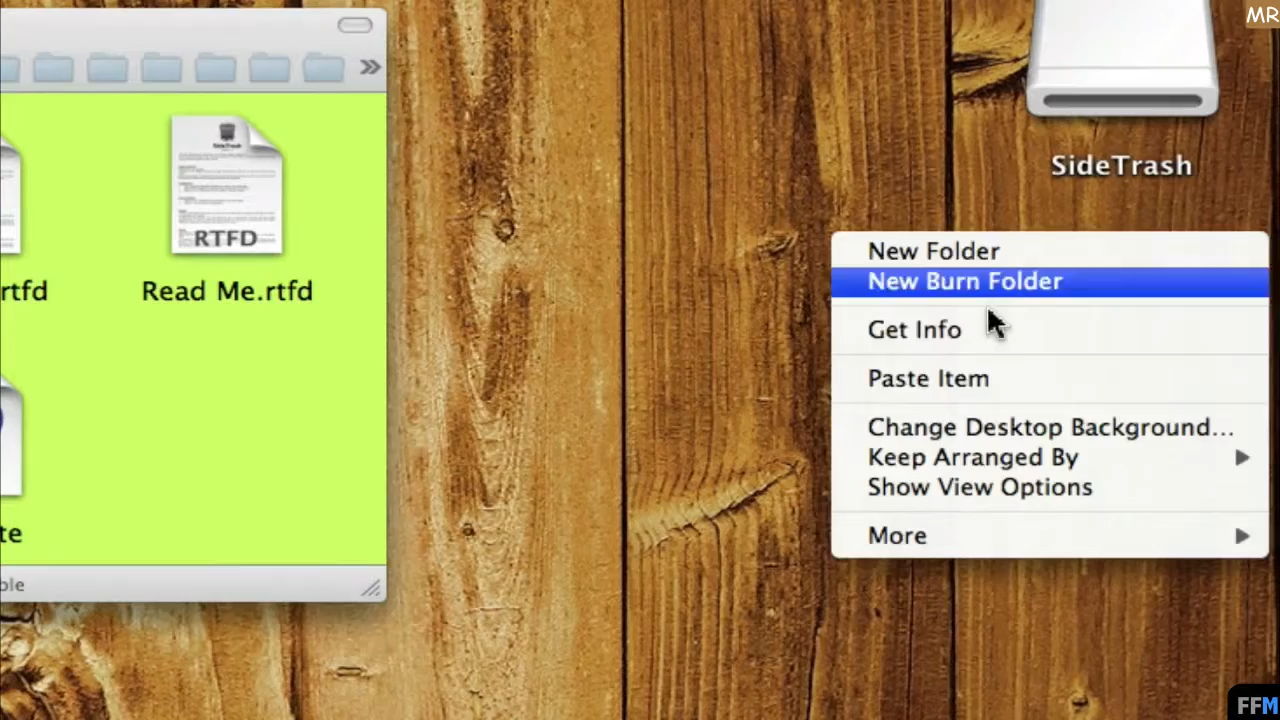 MR
SideTrash
RTFD
rtfd
Read Me.rtfd
New Folder
New Burn Folder
Get Info
Paste Item
Change Desktop Background...
Keep Arranged By
Show View Options
More
te
ble
FFM